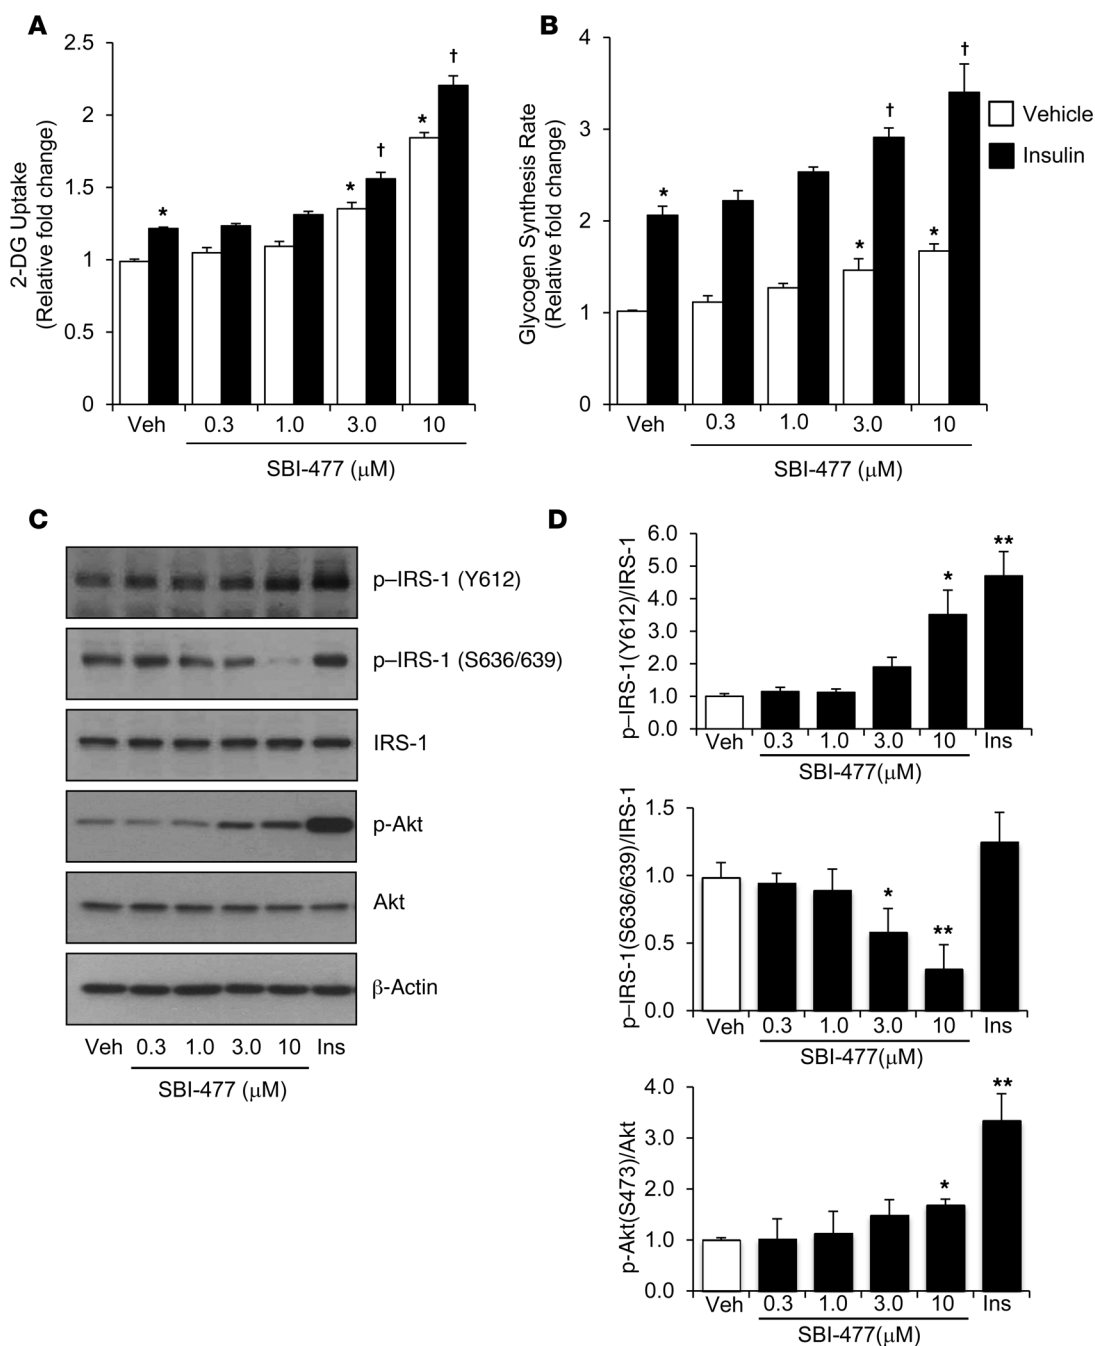 A
2-DG Uptake
(Relative fold change)
2.5
2
1.5
1
0.5
0
*
*
†
*
†
Veh 0.3 1.0 3.0 10
SBI-477 (μM)
B
Glycogen Synthesis Rate
(Relative fold change)
4
3
2
1
0
*
*
†
*
†
Veh 0.3 1.0 3.0 10
SBI-477 (μM)
Vehicle
Insulin
C
p–IRS-1 (Y612)
p–IRS-1 (S636/639)
IRS-1
p-Akt
Akt
β-Actin
Veh 0.3 1.0 3.0 10 Ins
SBI-477 (μM)
D
p–IRS-1(Y612)/IRS-1
6.0
5.0
4.0
3.0
2.0
1.0
0.0
*
**
Veh 0.3 1.0 3.0 10 Ins
SBI-477(μM)
p–IRS-1(S636/639)/IRS-1
1.5
1.0
0.5
0.0
*
**
Veh 0.3 1.0 3.0 10 Ins
SBI-477(μM)
p-Akt(S473)/Akt
4.0
3.0
2.0
1.0
0.0
*
**
Veh 0.3 1.0 3.0 10 Ins
SBI-477(μM)